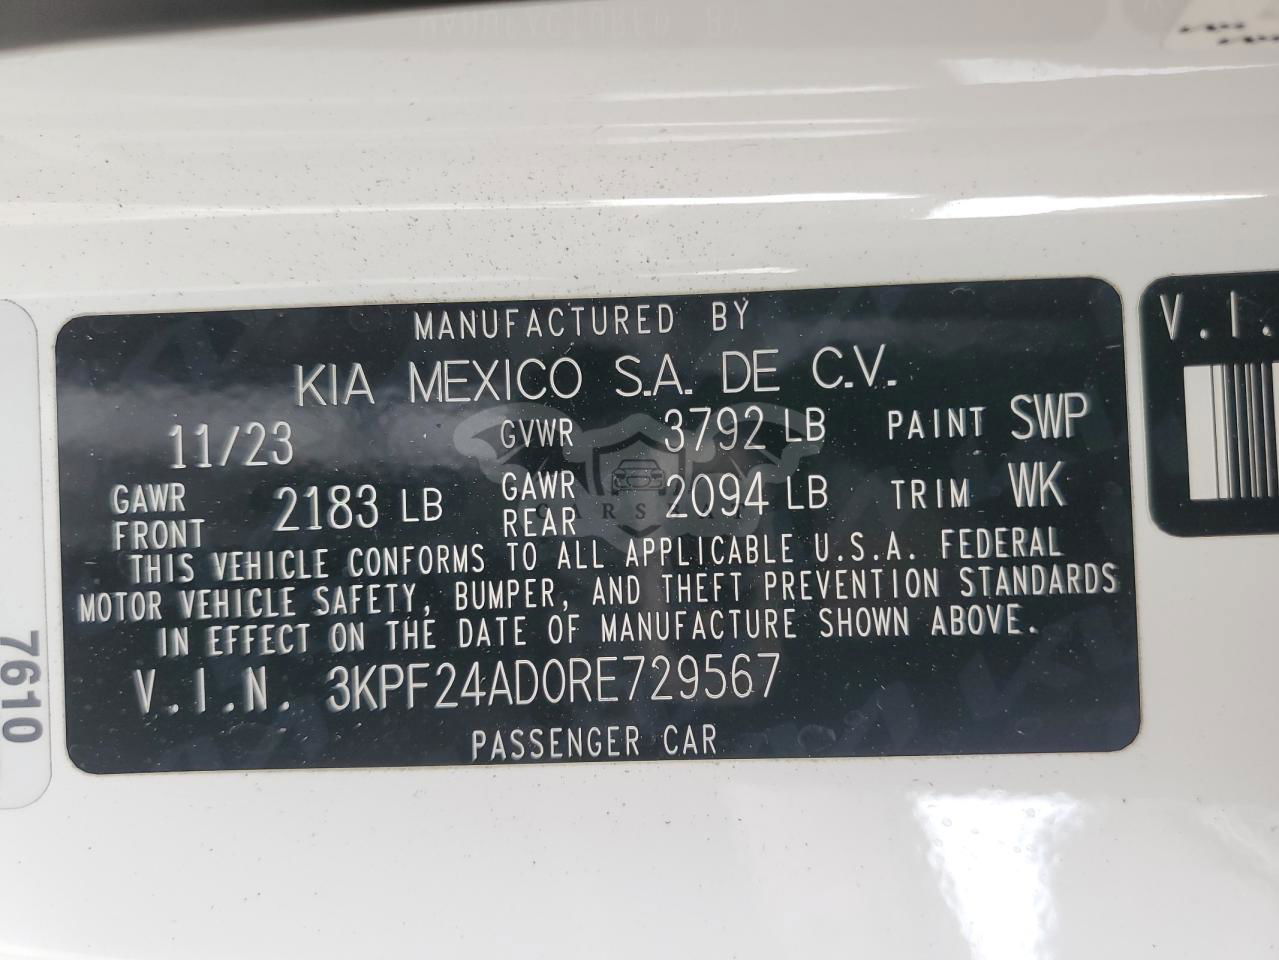 MANUFACTURED BY
KIA MEXICO S.A. DE C.V.
11/23 GVWR 3792 LB PAINT SWP
GAWR FRONT 2183 LB GAWR REAR 2094 LB TRIM WK
THIS VEHICLE CONFORMS TO ALL APPLICABLE U.S.A. FEDERAL
MOTOR VEHICLE SAFETY, BUMPER, AND THEFT PREVENTION STANDARDS
IN EFFECT ON THE DATE OF MANUFACTURE SHOWN ABOVE.
V.I.N. 3KPF24AD0RE729567
PASSENGER CAR
V.I.
7610